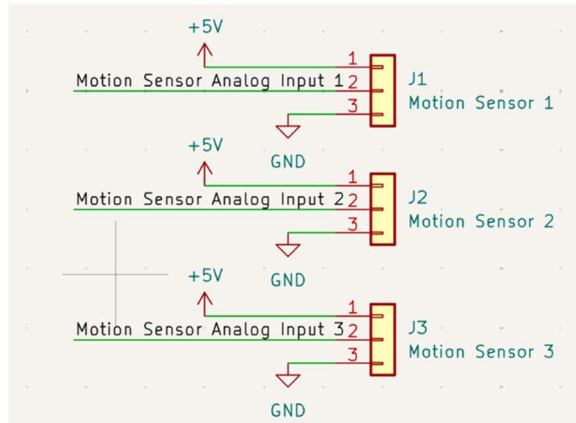 +5V
1
Motion Sensor Analog Input 1
2
J1
Motion Sensor 1
3
GND
+5V
1
Motion Sensor Analog Input 2
2
J2
Motion Sensor 2
3
GND
+5V
1
Motion Sensor Analog Input 3
2
J3
Motion Sensor 3
3
GND